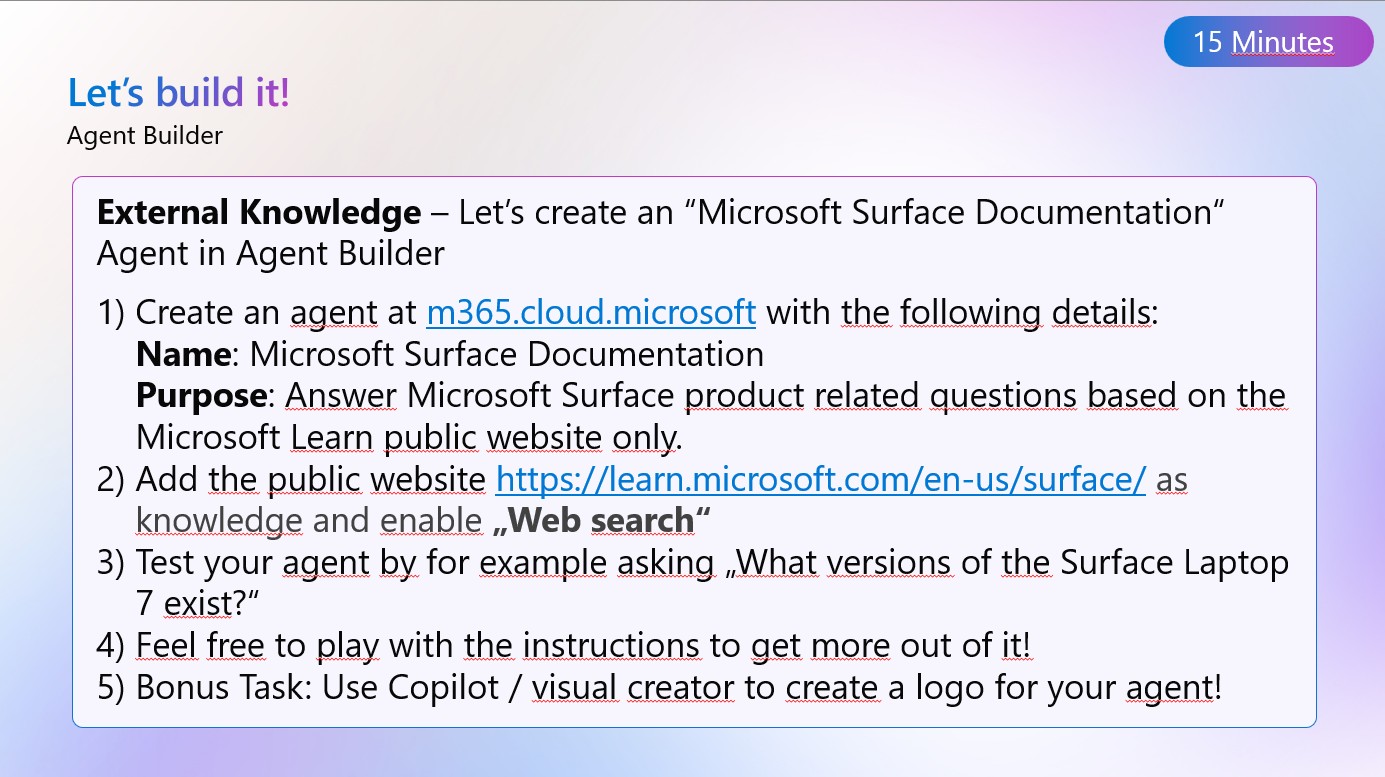 15 Minutes
Let’s build it!
Agent Builder
External Knowledge – Let’s create an “Microsoft Surface Documentation“
Agent in Agent Builder
1) Create an agent at m365.cloud.microsoft with the following details:
Name: Microsoft Surface Documentation
Purpose: Answer Microsoft Surface product related questions based on the
Microsoft Learn public website only.
2) Add the public website https://learn.microsoft.com/en-us/surface/ as
knowledge and enable „Web search“
3) Test your agent by for example asking „What versions of the Surface Laptop
7 exist?“
4) Feel free to play with the instructions to get more out of it!
5) Bonus Task: Use Copilot / visual creator to create a logo for your agent!